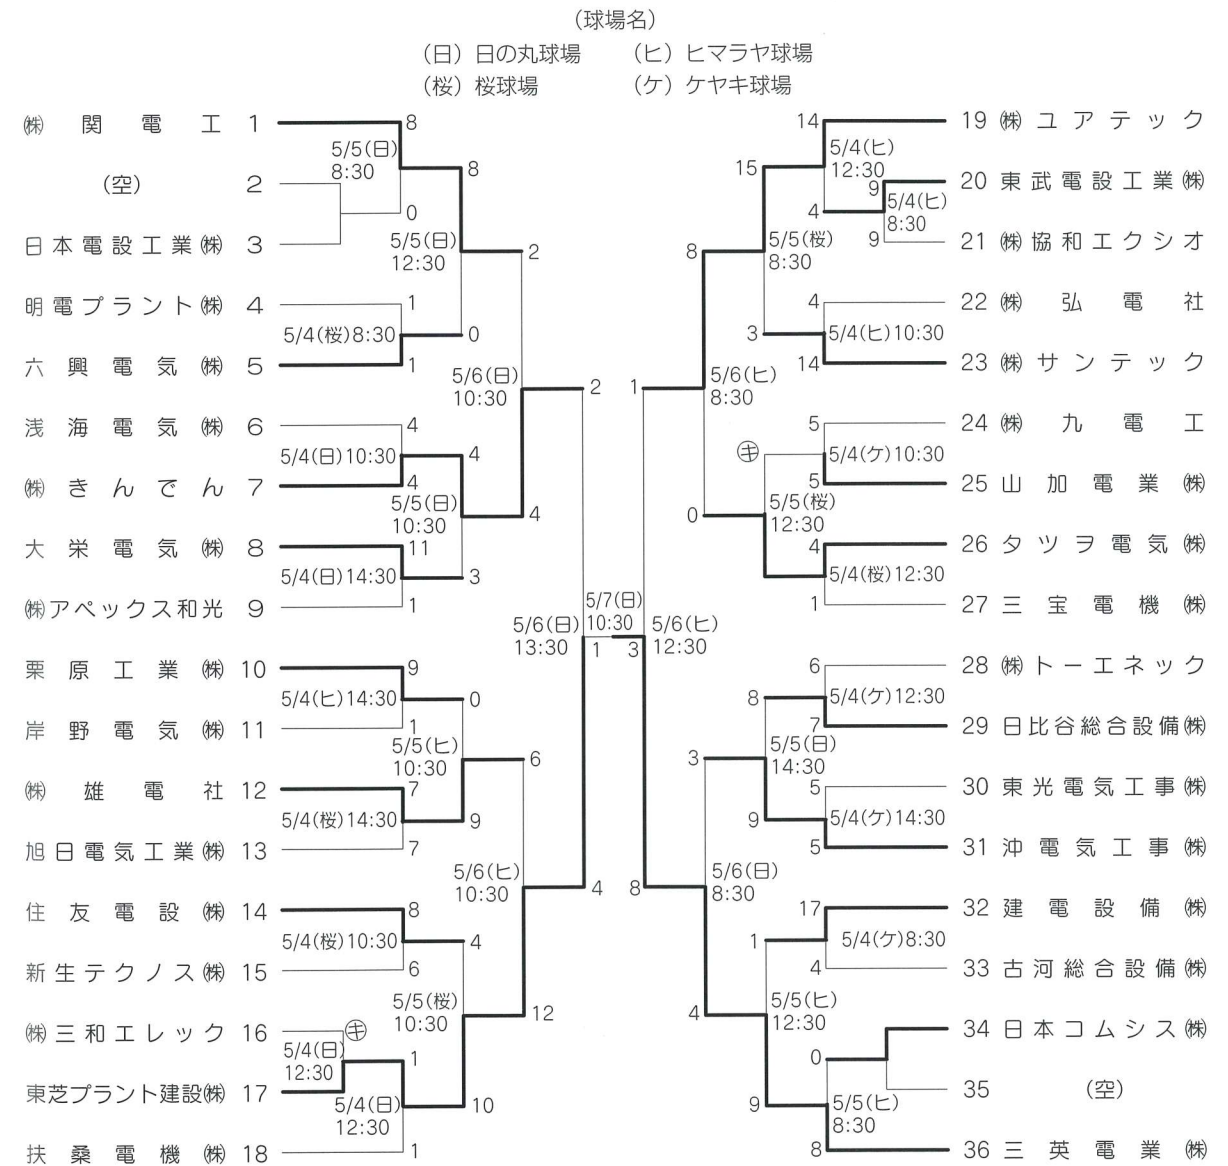 (球場名)
(日) 日の丸球場 (ヒ) ヒマラヤ球場
(桜) 桜球場 (ケ) ケヤキ球場
㈱関電工 1
(空) 2
日本電設工業㈱ 3
明電プラント㈱ 4
六興電気㈱ 5
浅海電気㈱ 6
㈱きんでん 7
大栄電気㈱ 8
㈱アペックス和光 9
栗原工業㈱ 10
岸野電気㈱ 11
㈱雄電社 12
旭日電気工業㈱ 13
住友電設㈱ 14
新生テクノス㈱ 15
㈱三和エレック 16
東芝プラント建設㈱ 17
扶桑電機㈱ 18
8
5/5(日)
8:30
0
1
5/4(桜)8:30
1
4
5/4(日)10:30
4
11
5/4(日)14:30
1
9
5/4(ヒ)14:30
1
7
5/4(桜)14:30
7
8
5/4(桜)10:30
6
㋖
5/4(日)
12:30
1
5/4(日)
12:30
1
8
5/5(日)
12:30
0
4
5/5(日)
10:30
3
0
5/5(ヒ)
10:30
9
4
5/5(桜)
10:30
10
2
5/6(日)
10:30
4
6
5/6(ヒ)
10:30
12
2
5/6(日)
13:30
4
5/7(日)
10:30
1 3
1
5/6(ヒ)
12:30
8
8
5/6(ヒ)
8:30
0
3
5/6(日)
8:30
4
15
5/5(桜)
8:30
3
㋖
5/5(桜)
12:30
8
5/5(日)
14:30
9
1
5/5(ヒ)
12:30
9
14
5/4(ヒ)
12:30
4
9
5/4(ヒ)
8:30
9
4
5/4(ヒ)10:30
14
5
5/4(ケ)10:30
5
4
5/4(桜)12:30
1
6
5/4(ケ)12:30
7
5
5/4(ケ)14:30
5
17
5/4(ケ)8:30
4
0
5/5(ヒ)
8:30
8
19 ㈱ユアテック
20 東武電設工業㈱
21 ㈱協和エクシオ
22 ㈱弘電社
23 ㈱サンテック
24 ㈱九電工
25 山加電業㈱
26 タツヲ電気㈱
27 三宝電機㈱
28 ㈱トーエネック
29 日比谷総合設備㈱
30 東光電気工事㈱
31 沖電気工事㈱
32 建電設備㈱
33 古河総合設備㈱
34 日本コムシス㈱
35 (空)
36 三英電業㈱